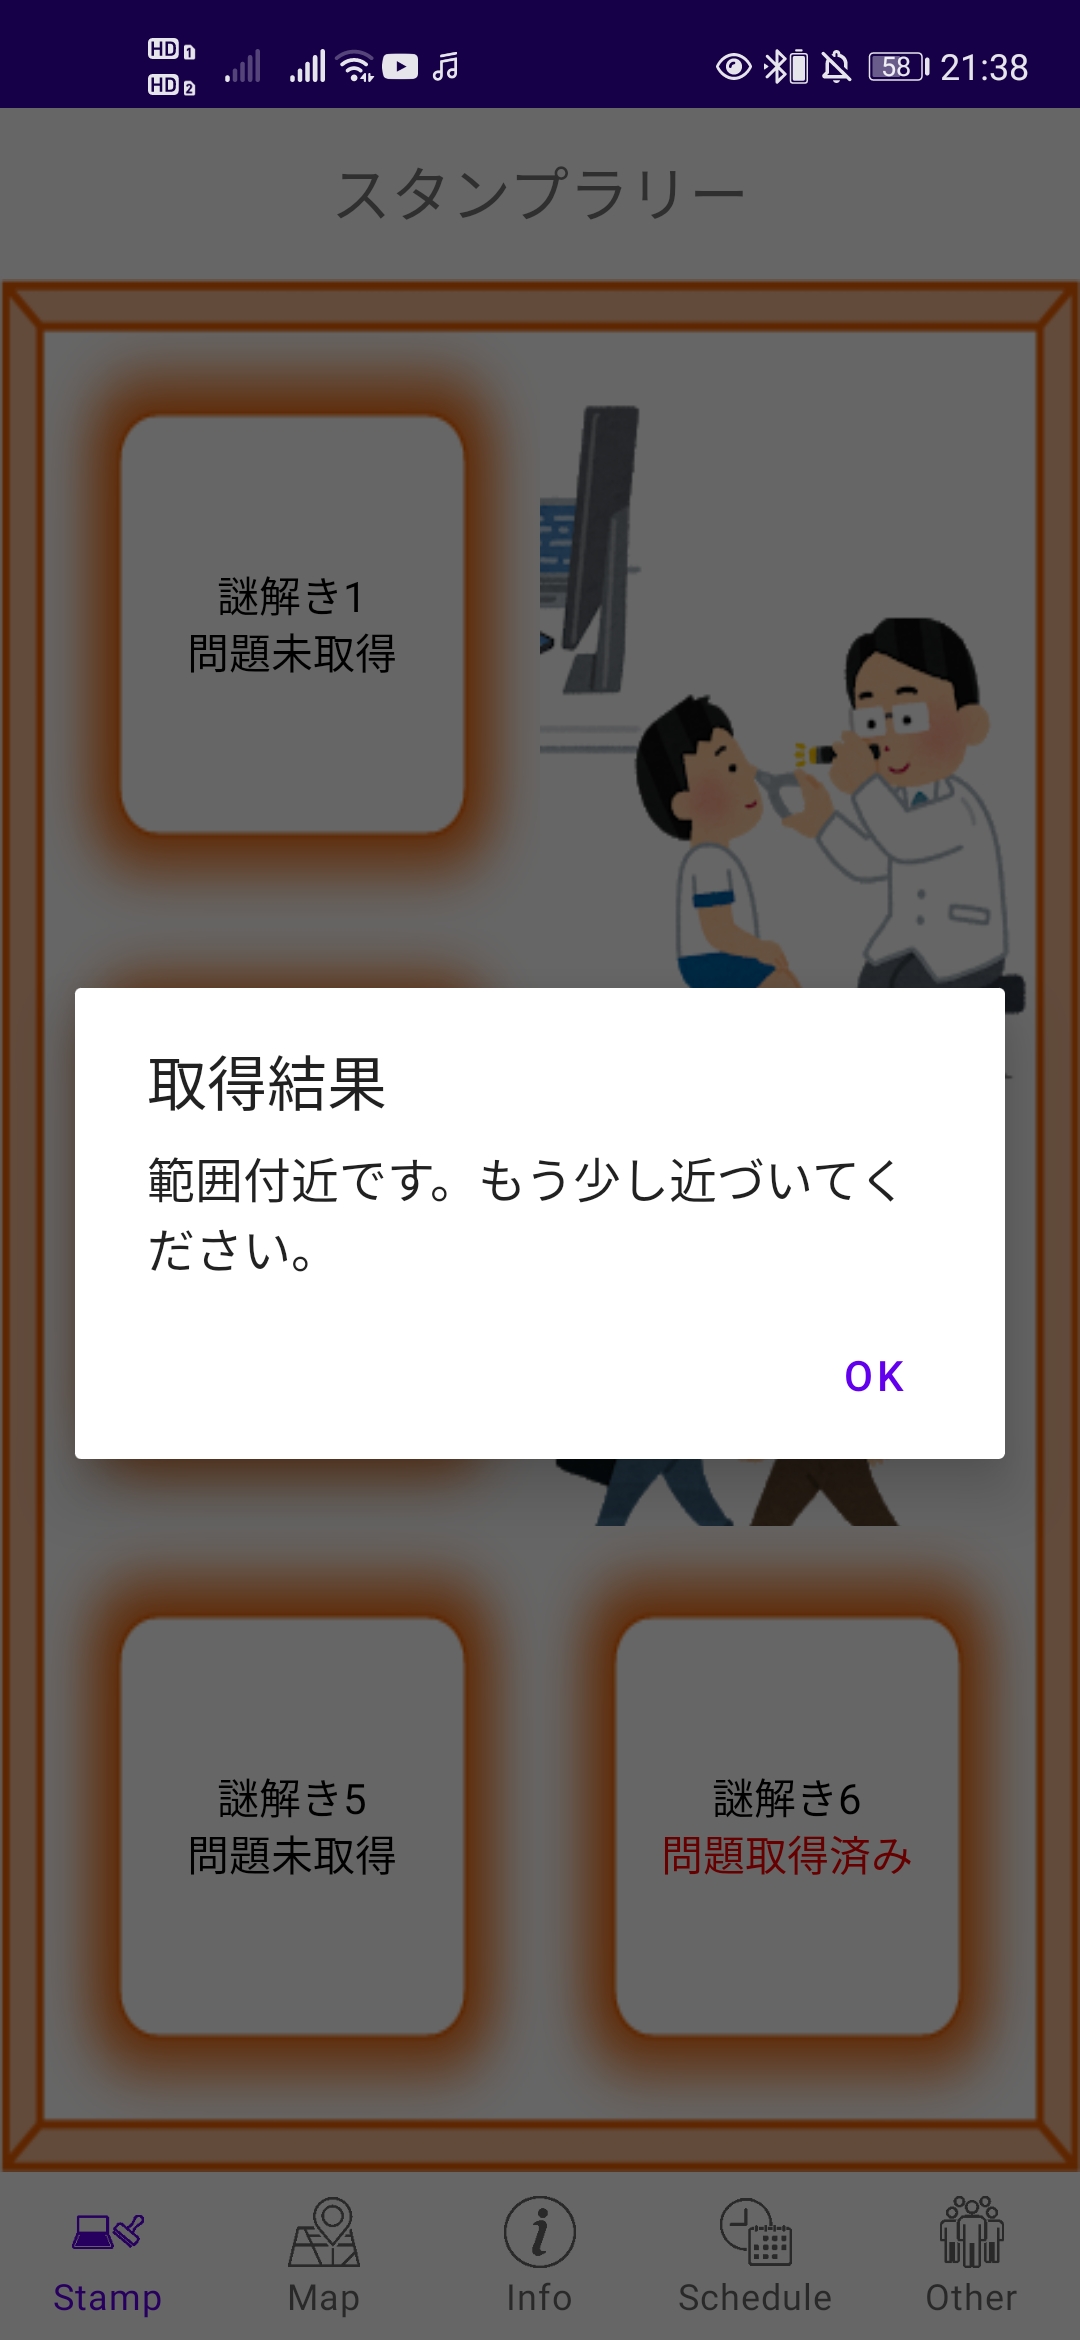 HD 1
HD 2
58 21:38
スタンプラリー
謎解き1
問題未取得
取得結果
範囲付近です。もう少し近づいてく
ださい。
OK
謎解き5
問題未取得
謎解き6
問題取得済み
Stamp
Map
Info
Schedule
Other